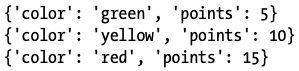 {'color': 'green', 'points': 5}
{'color': 'yellow', 'points': 10}
{'color': 'red', 'points': 15}